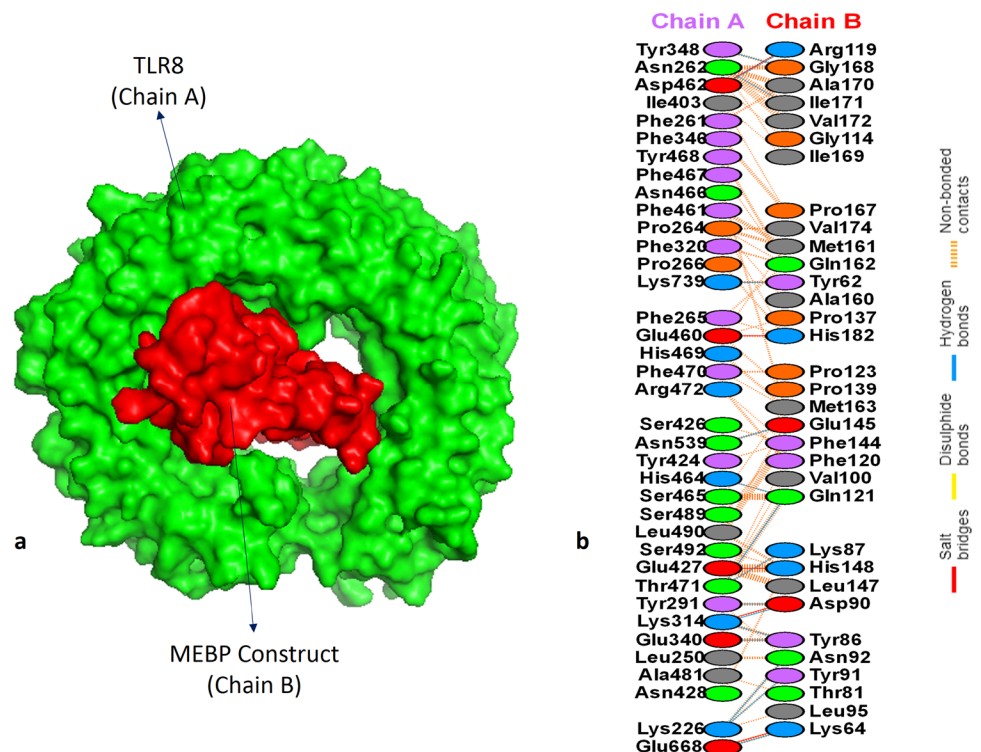 TLR8
(Chain A)
MEBP Construct
(Chain B)
a
b
Chain A Chain B
Tyr348 Arg119
Asn262 Gly168
Asp462 Ala170
Ile403 Ile171
Phe261 Val172
Phe346 Gly114
Tyr468 Ile169
Phe467
Asn466
Phe461 Pro167
Pro264 Val174
Phe320 Met161
Pro266 Gln162
Lys739 Tyr62
Ala160
Phe265 Pro137
Glu460 His182
His469
Phe470 Pro123
Arg472 Pro139
Met163
Ser426 Glu145
Asn539 Phe144
Tyr424 Phe120
His464 Val100
Ser465 Gln121
Ser489
Leu490
Ser492 Lys87
Glu427 His148
Thr471 Leu147
Tyr291 Asp90
Lys314
Glu340 Tyr86
Leu250 Asn92
Ala481 Tyr91
Asn428 Thr81
Leu95
Lys226 Lys64
Glu668
Non-bonded
contacts
Hydrogen
bonds
Disulphide
bonds
Salt
bridges